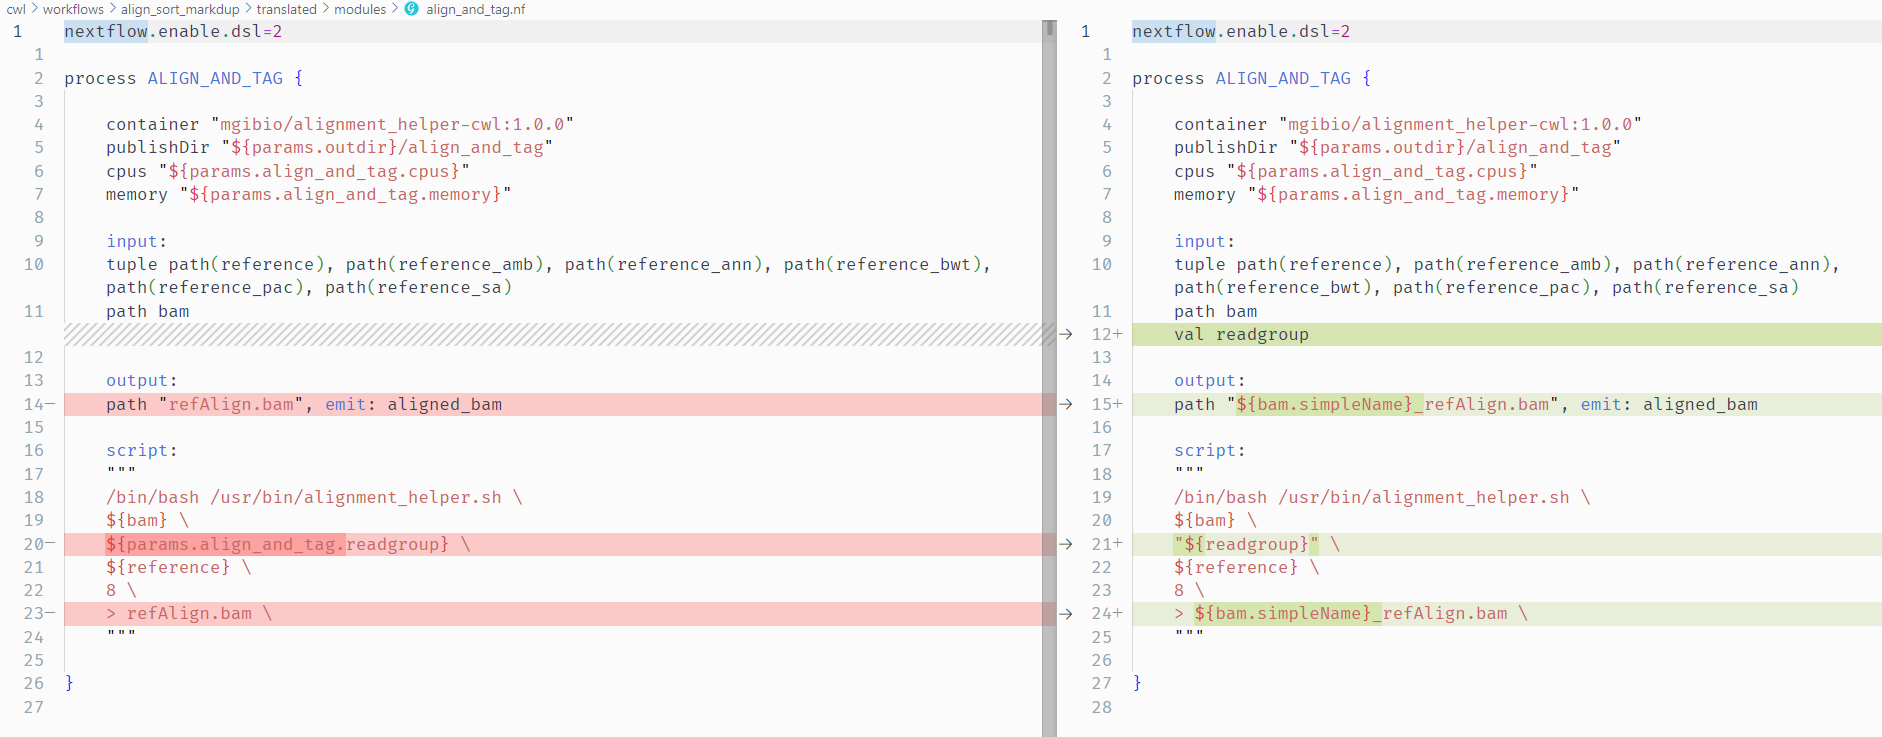 cwl > workflows > align_sort_markdup > translated > modules > align_and_tag.nf
1 nextflow.enable.dsl=2
1
2 process ALIGN_AND_TAG {
3
4 container "mgibio/alignment_helper-cwl:1.0.0"
5 publishDir "${params.outdir}/align_and_tag"
6 cpus "${params.align_and_tag.cpus}"
7 memory "${params.align_and_tag.memory}"
8
9 input:
10 tuple path(reference), path(reference_amb), path(reference_ann), path(reference_bwt),
path(reference_pac), path(reference_sa)
11 path bam
12
13 output:
14− path "refAlign.bam", emit: aligned_bam
15
16 script:
17 """
18 /bin/bash /usr/bin/alignment_helper.sh \
19 ${bam} \
20− ${params.align_and_tag.readgroup} \
21 ${reference} \
22 8 \
23− > refAlign.bam \
24 """
25
26 }
27
1 nextflow.enable.dsl=2
1
2 process ALIGN_AND_TAG {
3
4 container "mgibio/alignment_helper-cwl:1.0.0"
5 publishDir "${params.outdir}/align_and_tag"
6 cpus "${params.align_and_tag.cpus}"
7 memory "${params.align_and_tag.memory}"
8
9 input:
10 tuple path(reference), path(reference_amb), path(reference_ann),
path(reference_bwt), path(reference_pac), path(reference_sa)
11 path bam
→ 12+ val readgroup
13
14 output:
→ 15+ path "${bam.simpleName}_refAlign.bam", emit: aligned_bam
16
17 script:
18 """
19 /bin/bash /usr/bin/alignment_helper.sh \
20 ${bam} \
→ 21+ "${readgroup}" \
22 ${reference} \
23 8 \
→ 24+ > ${bam.simpleName}_refAlign.bam \
25 """
26
27 }
28